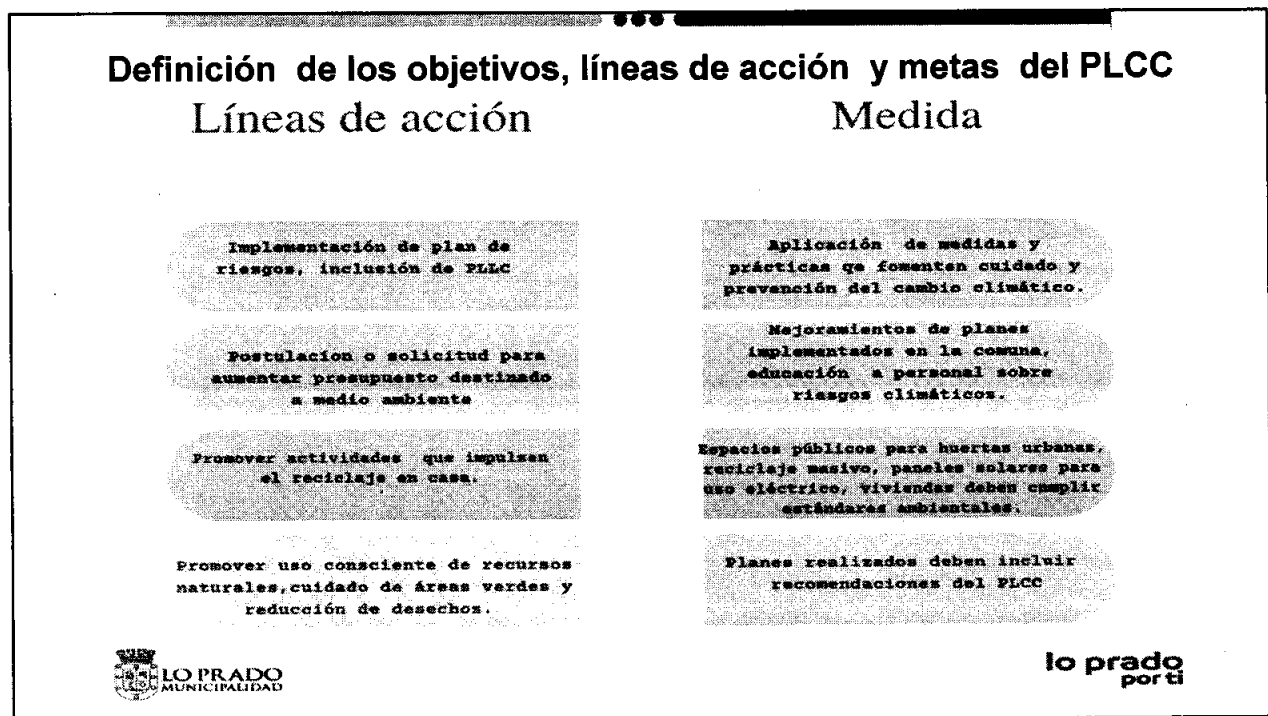 Definición de los objetivos, líneas de acción y metas del PLCC
Líneas de acción
Implementación de plan de
riesgos, inclusión de PLLC
Postulacion o solicitud para
aumentar presupuesto destinado
a medio ambiente
Promover actividades que impulsen
el reciclaje en casa.
Promover uso consciente de recursos
naturales,cuidado de áreas verdes y
reducción de desechos.
Medida
Aplicación de medidas y
prácticas qe fomenten cuidado y
prevención del cambio climático.
Mejoramientos de planes
implementados en la comuna,
educación a personal sobre
riesgos climáticos.
Espacios públicos para huertas urbanas,
reciclaje masivo, paneles solares para
uso eléctrico, viviendas deben cumplir
estándares ambientales.
Planes realizados deben incluir
recomendaciones del PLCC
LO PRADO
MUNICIPALIDAD
lo prado
por ti